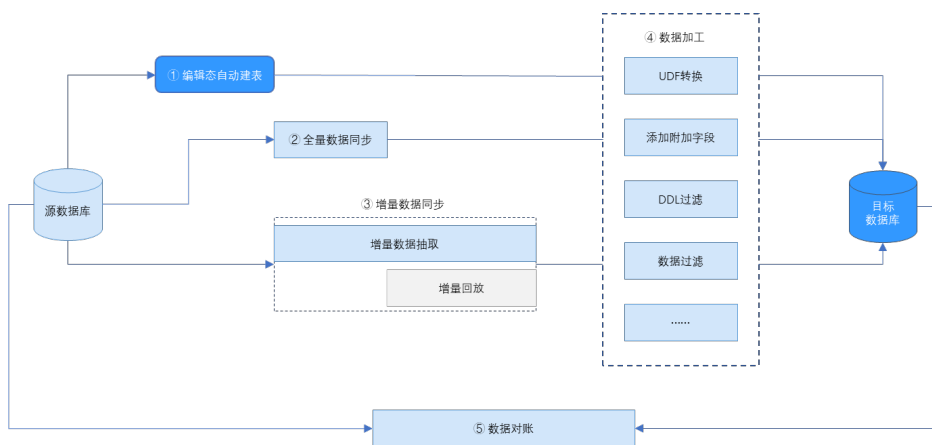 ④ 数据加工
① 编辑态自动建表
UDF转换
② 全量数据同步
添加附加字段
源数据库
③ 增量数据同步
DDL过滤
目标
数据库
增量数据抽取
数据过滤
增量回放
……
⑤ 数据对账